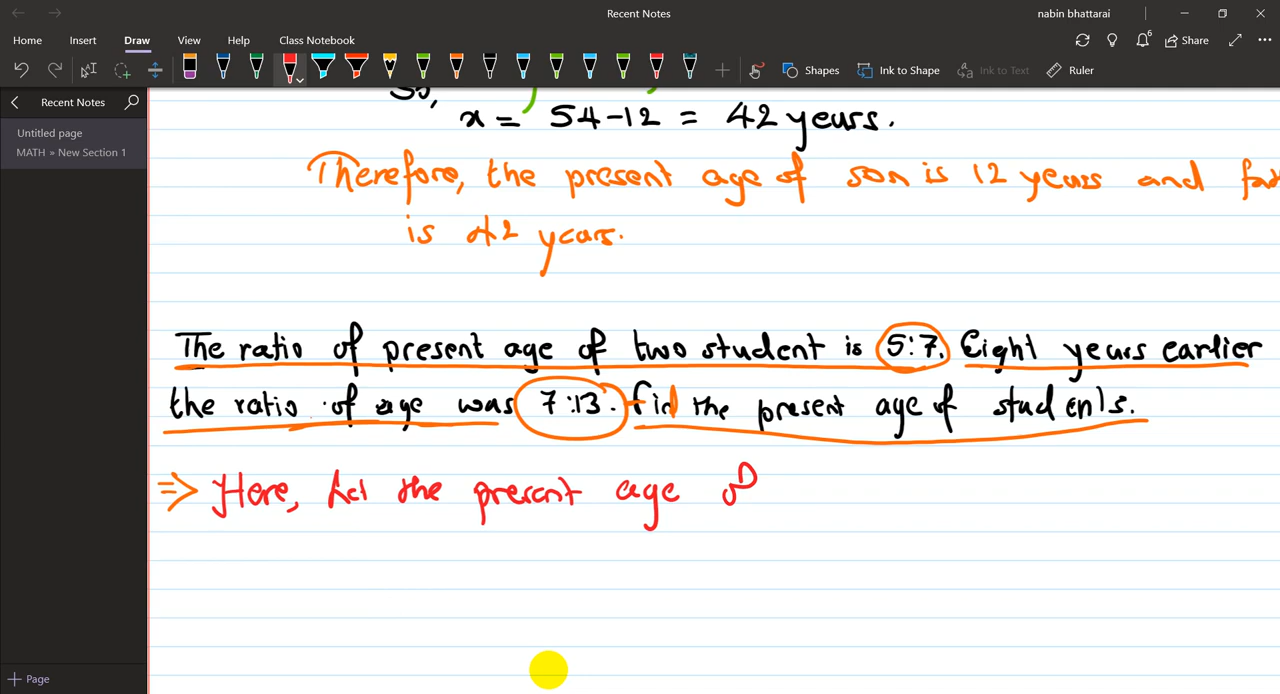 Recent Notes
nabin bhattarai
Home Insert Draw View Help Class Notebook
6
Share
Shapes Ink to Shape Ink to Text Ruler
Recent Notes
Untitled page
MATH » New Section 1
So,
x = 54-12 = 42 years.
Therefore, the present age of son is 12 years and
is 42 years.
The ratio of present age of two student is 5:7. Eight years earlier
the ratio of age was 7:13. find the present age of students.
=> Here, Let the present age
Page